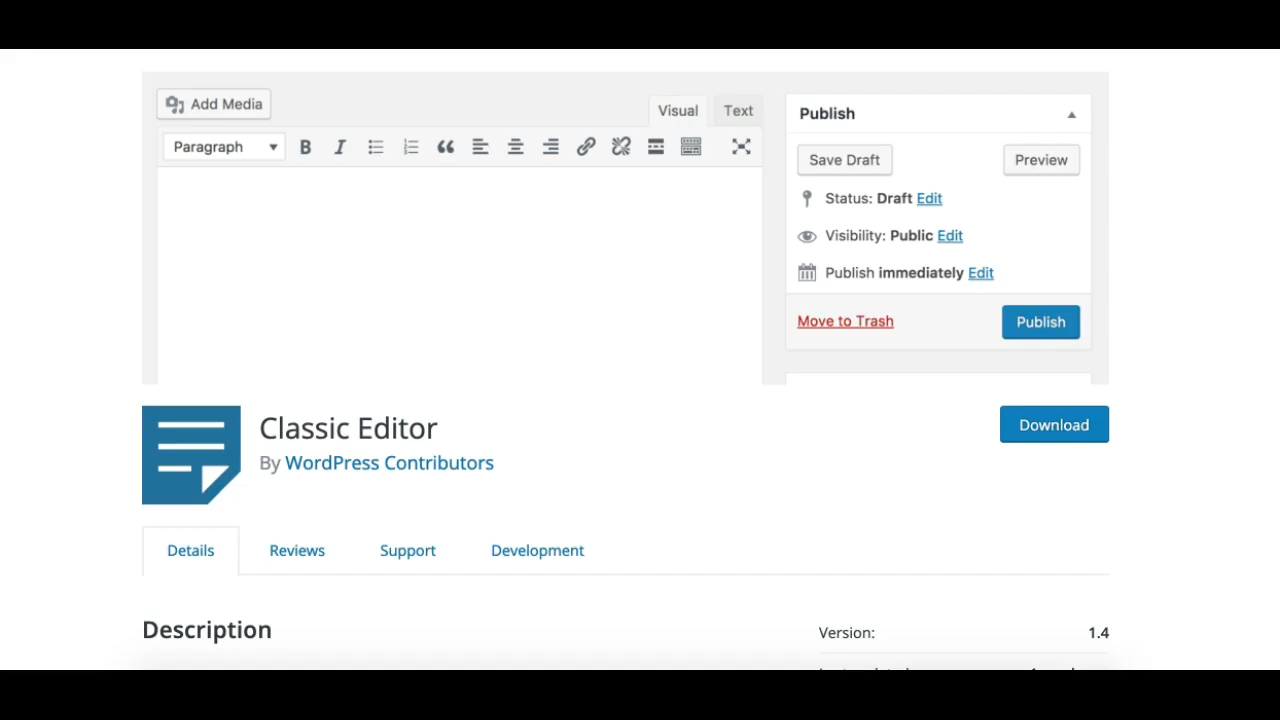 Add Media
Visual Text
Paragraph
Publish
Save Draft Preview
Status: Draft Edit
Visibility: Public Edit
Publish immediately Edit
Move to Trash Publish
Classic Editor
By WordPress Contributors
Download
Details Reviews Support Development
Description
Version: 1.4